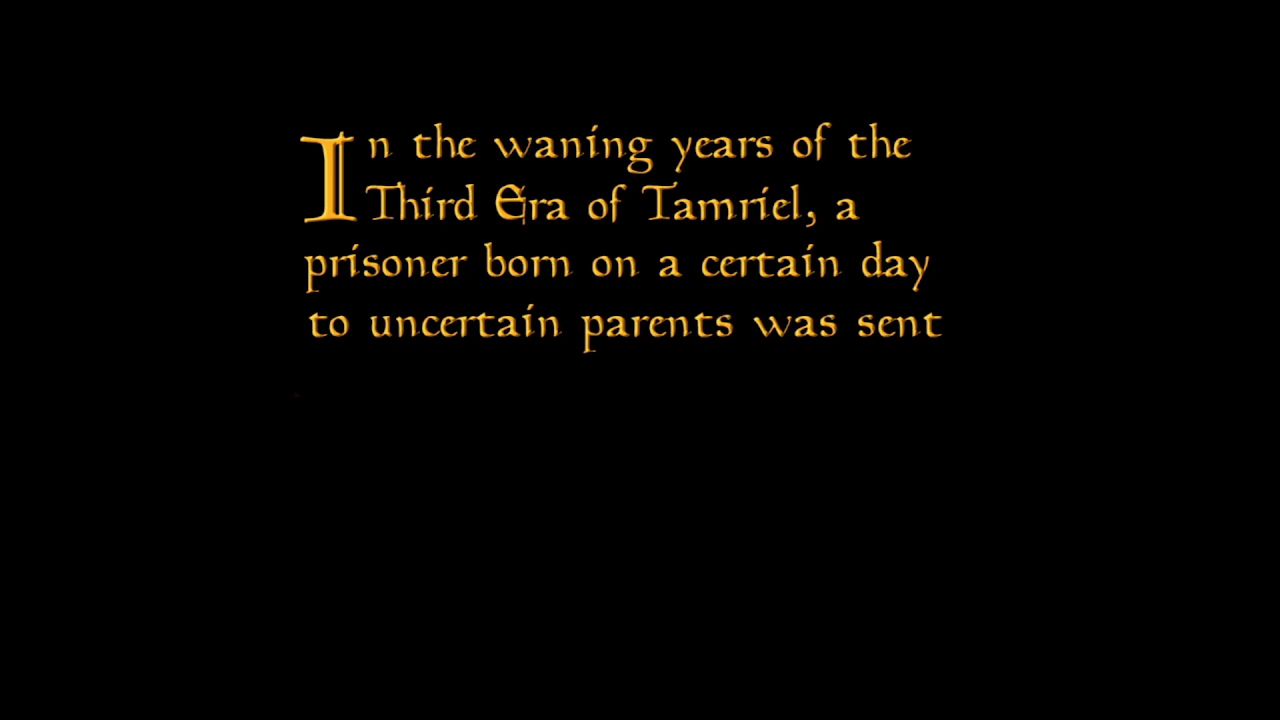 In the waning years of the
Third Era of Tamriel, a
prisoner born on a certain day
to uncertain parents was sent